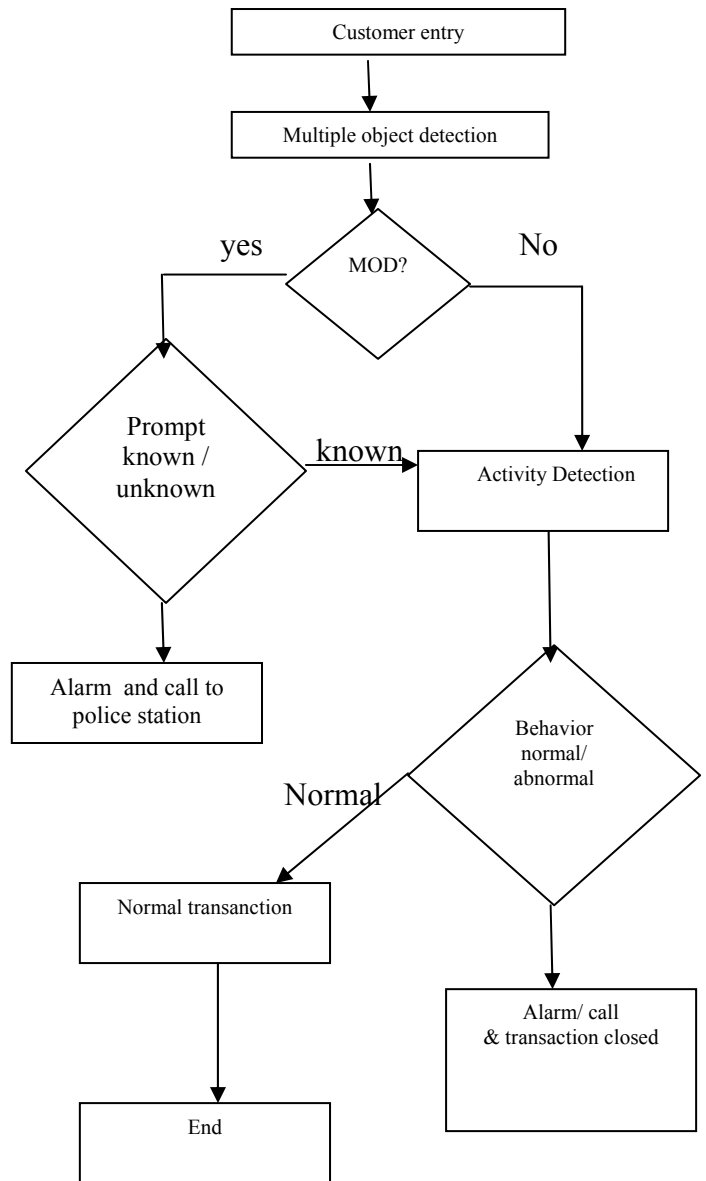 Customer entry
Multiple object detection
MOD?
yes
No
Prompt
known /
unknown
known
Activity Detection
Alarm and call to
police station
Behavior
normal/
abnormal
Normal
Normal transanction
Alarm/ call
& transaction closed
End